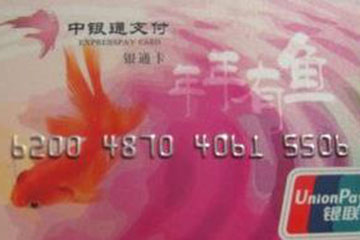 中银通支付
EXPRESSPAY CARD
银通卡
年年有鱼
6200 4870 4061 5506
UnionPay
银联